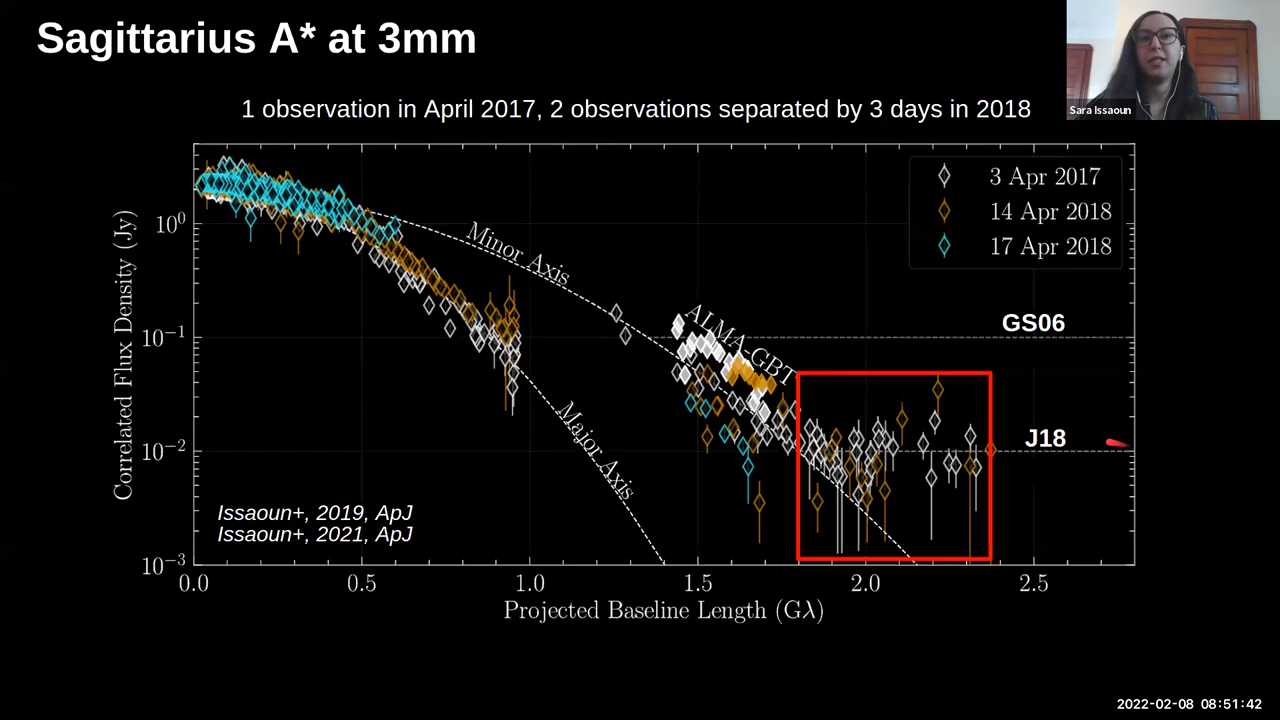 Sagittarius A* at 3mm
Sara Issaoun
1 observation in April 2017, 2 observations separated by 3 days in 2018
3 Apr 2017
14 Apr 2018
17 Apr 2018
Minor Axis
ALMA-GBT
GS06
J18
Major Axis
Issaoun+, 2019, ApJ
Issaoun+, 2021, ApJ
Correlated Flux Density (Jy)
10⁰
10⁻¹
10⁻²
10⁻³
0.0 0.5 1.0 1.5 2.0 2.5
Projected Baseline Length (Gλ)
2022-02-08 08:51:42